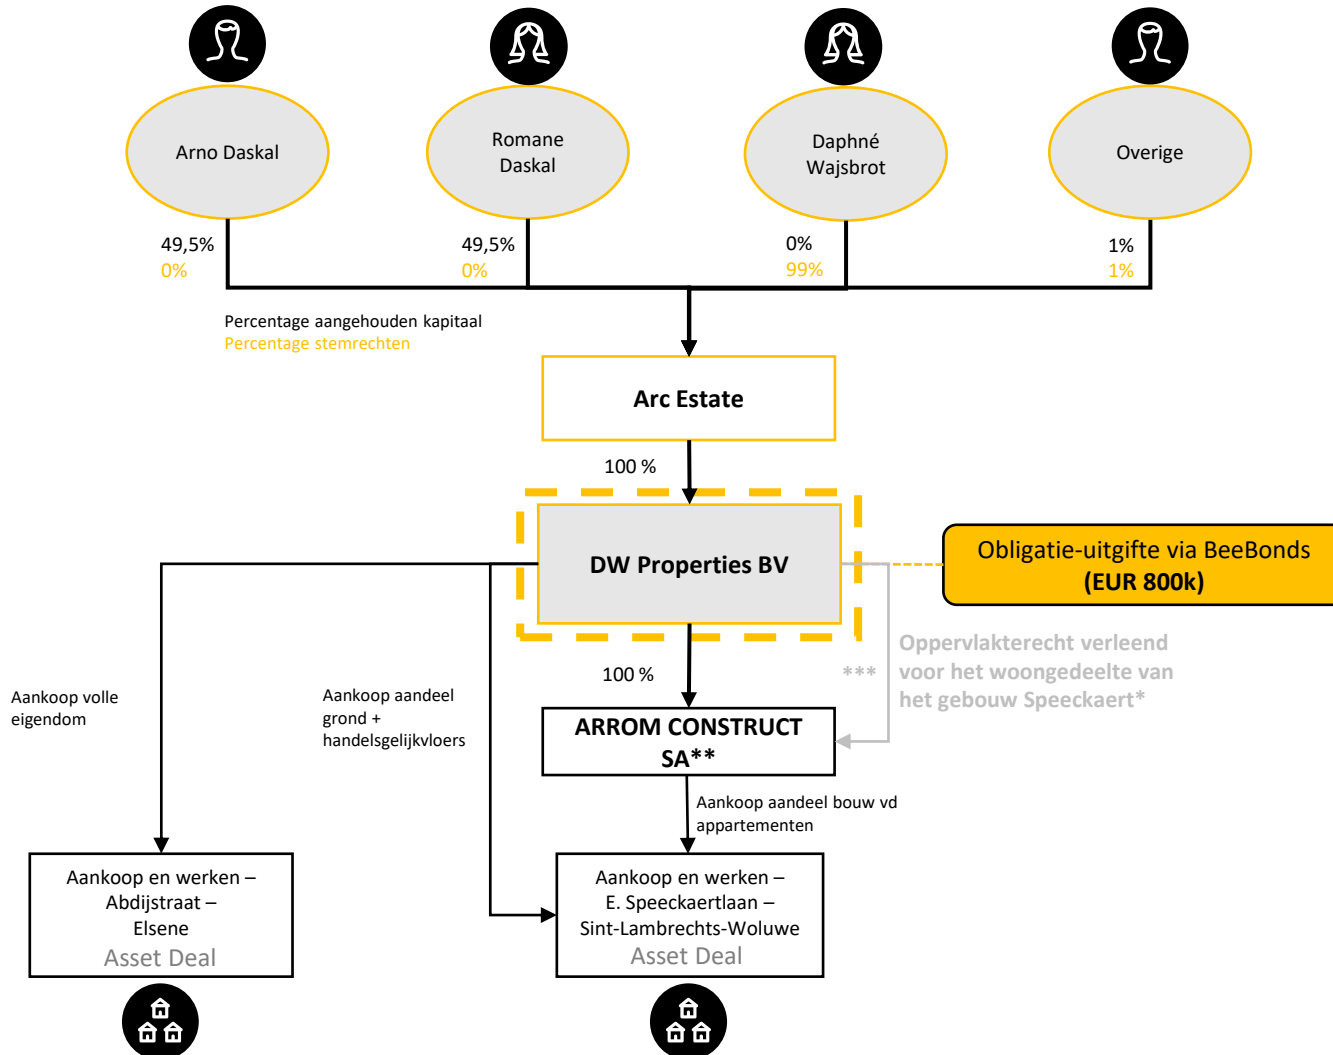 Arno Daskal
Romane
Daskal
Daphné
Wajsbrot
Overige
49,5%
0%
49,5%
0%
0%
99%
1%
1%
Percentage aangehouden kapitaal
Percentage stemrechten
Arc Estate
100 %
DW Properties BV
Obligatie-uitgifte via BeeBonds
(EUR 800k)
Oppervlakterecht verleend
*** voor het woongedeelte van
het gebouw Speeckaert*
100 %
Aankoop volle
eigendom
Aankoop aandeel
grond +
handelsgelijkvloers
ARROM CONSTRUCT
SA**
Aankoop aandeel bouw vd
appartementen
Aankoop en werken –
Abdijstraat –
Elsene
Asset Deal
Aankoop en werken –
E. Speeckaertlaan –
Sint-Lambrechts-Woluwe
Asset Deal